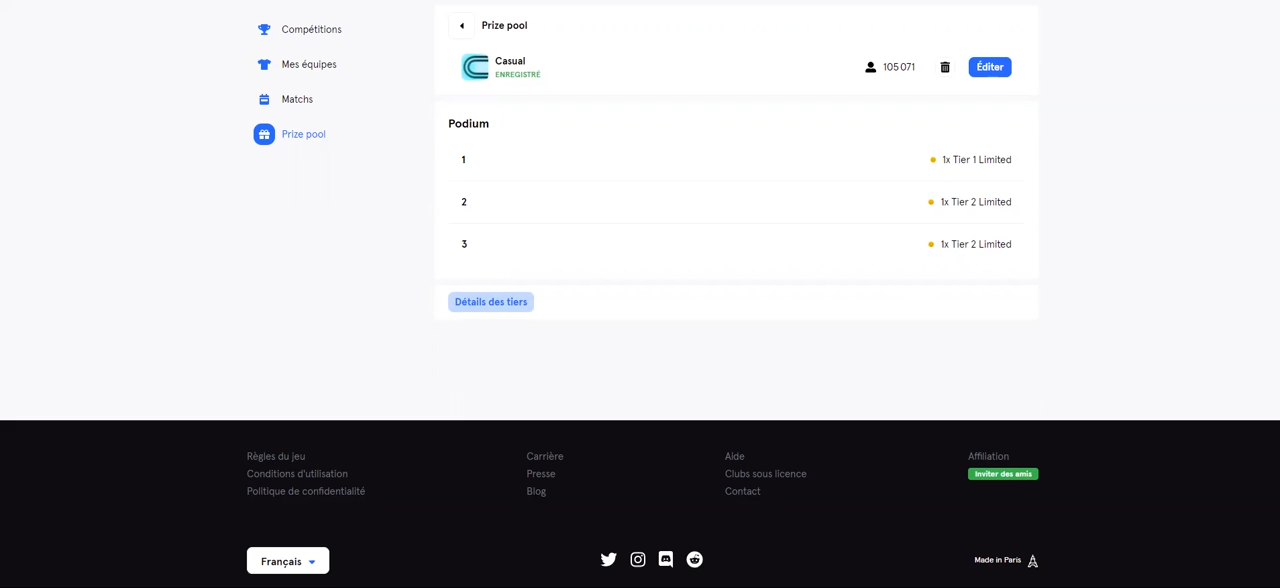 Compétitions
Mes équipes
Matchs
Prize pool
Prize pool
Casual
ENREGISTRÉ
105 071
Éditer
Podium
1
1x Tier 1 Limited
2
1x Tier 2 Limited
3
1x Tier 2 Limited
Détails des tiers
Règles du jeu
Conditions d'utilisation
Politique de confidentialité
Carrière
Presse
Blog
Aide
Clubs sous licence
Contact
Affiliation
Inviter des amis
Français
Made in Paris